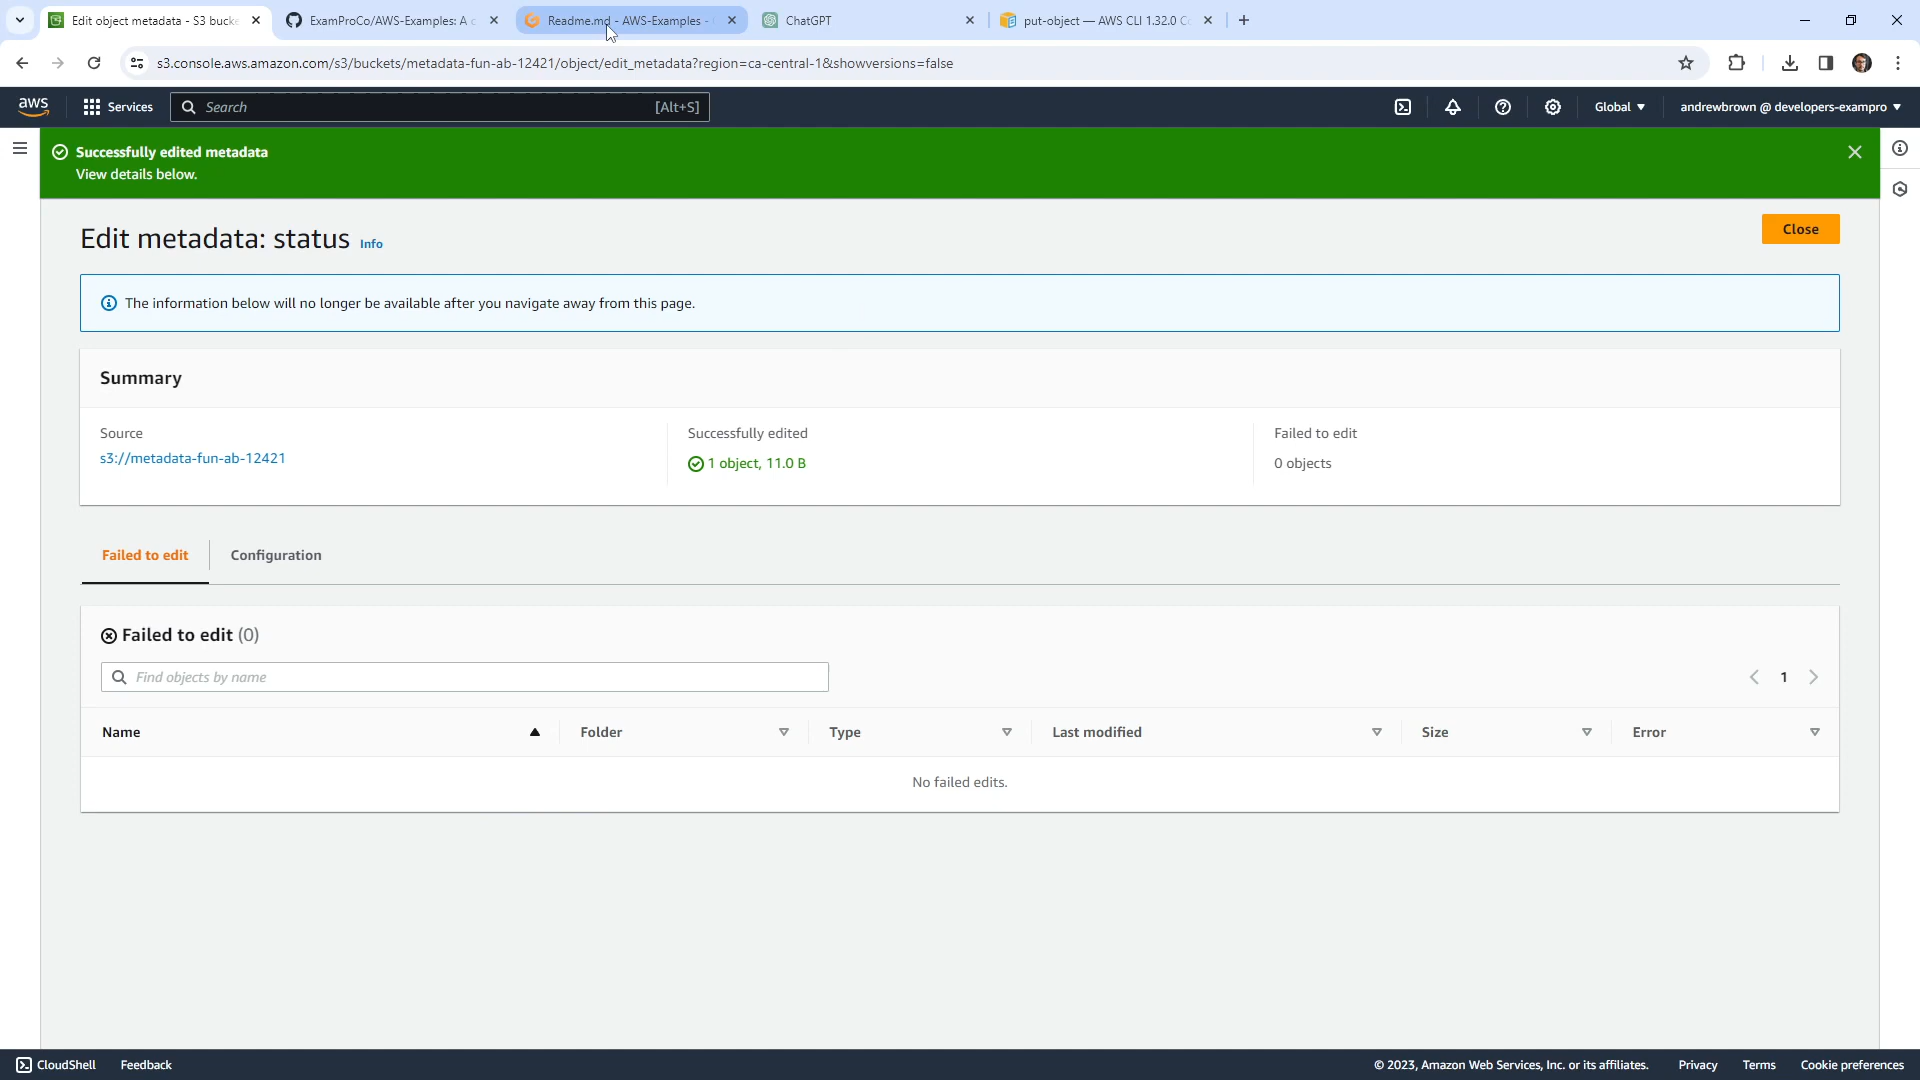 Edit object metadata - S3 bucke
ExamProCo/AWS-Examples: A c
Readme.md - AWS-Examples -
ChatGPT
put-object — AWS CLI 1.32.0 C
s3.console.aws.amazon.com/s3/buckets/metadata-fun-ab-12421/object/edit_metadata?region=ca-central-1&showversions=false
aws
Services
Search
[Alt+S]
Global
andrewbrown @ developers-exampro
Successfully edited metadata
View details below.
Edit metadata: status Info
Close
The information below will no longer be available after you navigate away from this page.
Summary
Source
s3://metadata-fun-ab-12421
Successfully edited
1 object, 11.0 B
Failed to edit
0 objects
Failed to edit
Configuration
Failed to edit (0)
Find objects by name
1
Name
Folder
Type
Last modified
Size
Error
No failed edits.
CloudShell
Feedback
© 2023, Amazon Web Services, Inc. or its affiliates.
Privacy
Terms
Cookie preferences